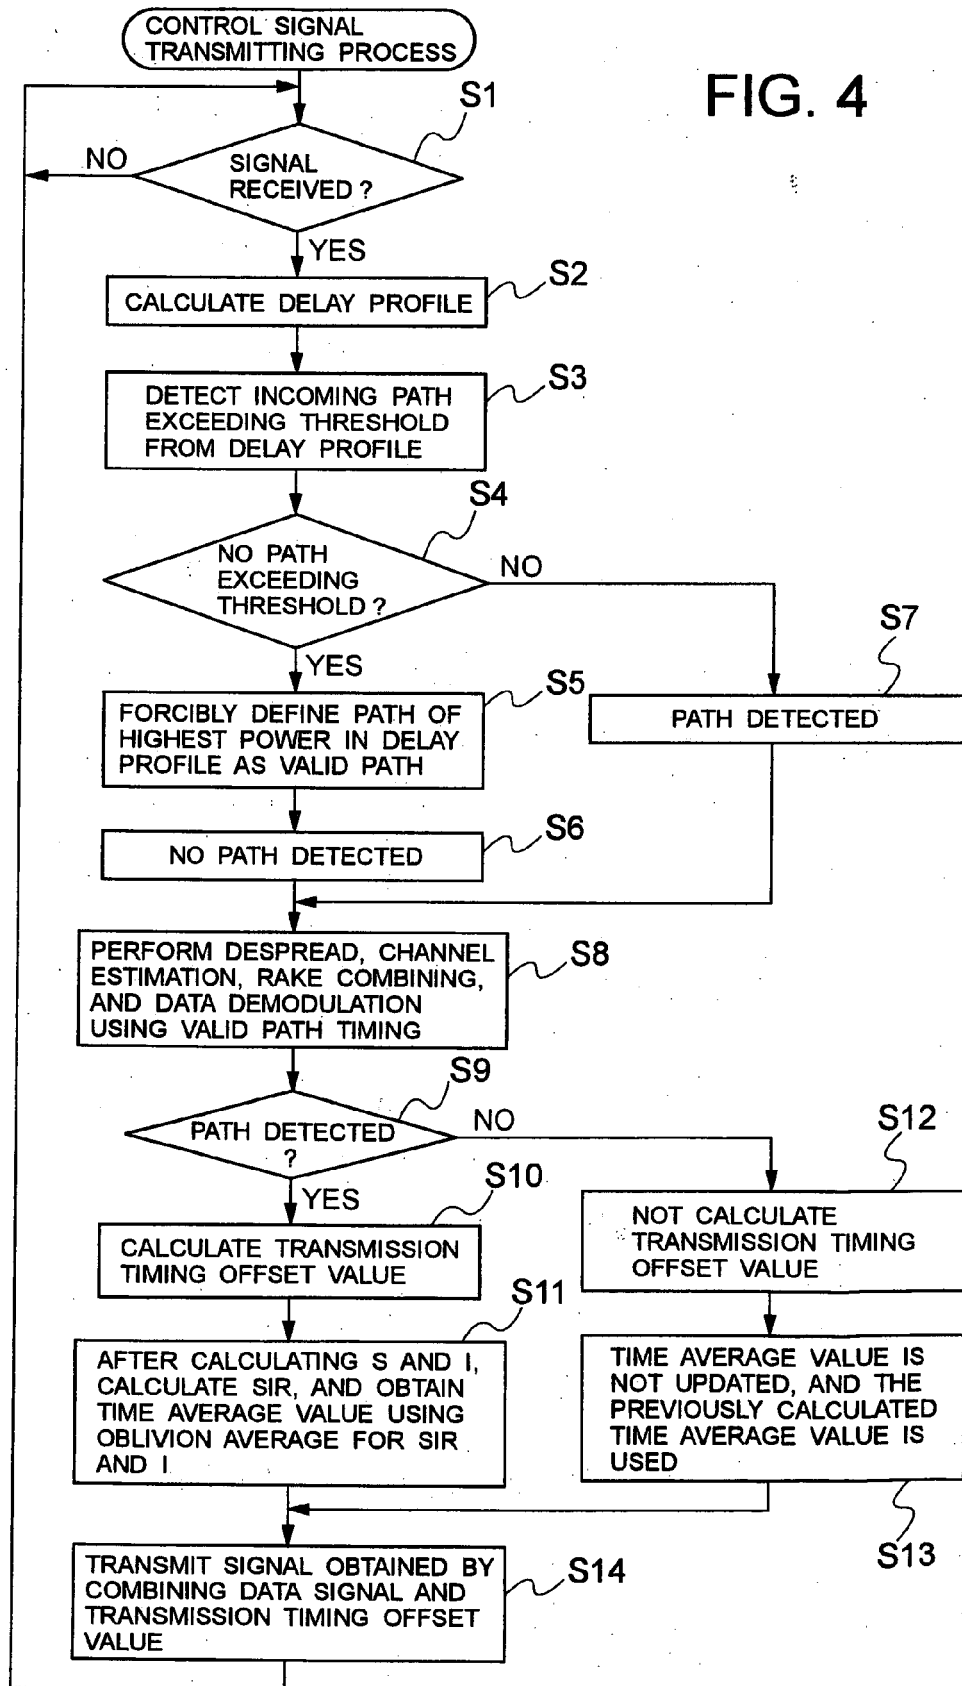 CONTROL SIGNAL
TRANSMITTING PROCESS
FIG. 4
S1
NO
SIGNAL
RECEIVED ?
YES
S2
CALCULATE DELAY PROFILE
S3
DETECT INCOMING PATH
EXCEEDING THRESHOLD
FROM DELAY PROFILE
S4
NO PATH
EXCEEDING
THRESHOLD ?
NO
YES
S7
PATH DETECTED
S5
FORCIBLY DEFINE PATH OF
HIGHEST POWER IN DELAY
PROFILE AS VALID PATH
S6
NO PATH DETECTED
S8
PERFORM DESPREAD, CHANNEL
ESTIMATION, RAKE COMBINING,
AND DATA DEMODULATION
USING VALID PATH TIMING
S9
PATH DETECTED
?
NO
YES
S10
CALCULATE TRANSMISSION
TIMING OFFSET VALUE
S12
NOT CALCULATE
TRANSMISSION TIMING
OFFSET VALUE
S11
AFTER CALCULATING S AND I,
CALCULATE SIR, AND OBTAIN
TIME AVERAGE VALUE USING
OBLIVION AVERAGE FOR SIR
AND I
TIME AVERAGE VALUE IS
NOT UPDATED, AND THE
PREVIOUSLY CALCULATED
TIME AVERAGE VALUE IS
USED
S13
S14
TRANSMIT SIGNAL OBTAINED BY
COMBINING DATA SIGNAL AND
TRANSMISSION TIMING OFFSET
VALUE